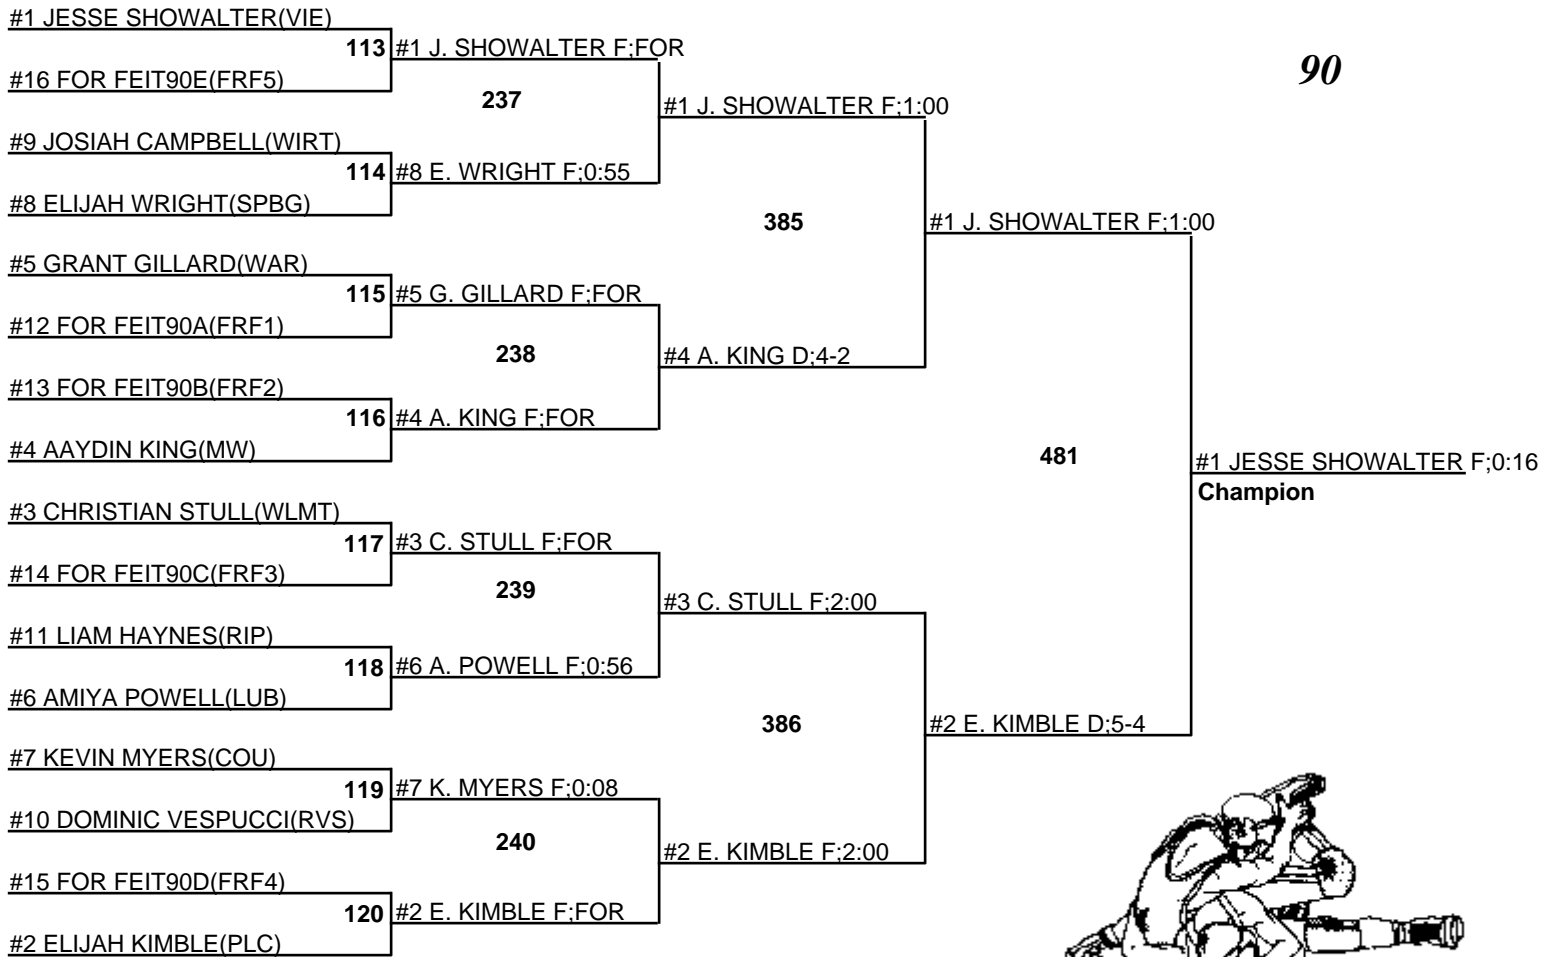 #1 JESSE SHOWALTER(VIE)
113 #1 J. SHOWALTER F;FOR
#16 FOR FEIT90E(FRF5)
237
#1 J. SHOWALTER F;1:00
#9 JOSIAH CAMPBELL(WIRT)
114 #8 E. WRIGHT F;0:55
#8 ELIJAH WRIGHT(SPBG)
385
#1 J. SHOWALTER F;1:00
#5 GRANT GILLARD(WAR)
115 #5 G. GILLARD F;FOR
#12 FOR FEIT90A(FRF1)
238
#4 A. KING D;4-2
#13 FOR FEIT90B(FRF2)
116 #4 A. KING F;FOR
#4 AAYDIN KING(MW)
481
#1 JESSE SHOWALTER F;0:16
Champion
#3 CHRISTIAN STULL(WLMT)
117 #3 C. STULL F;FOR
#14 FOR FEIT90C(FRF3)
239
#3 C. STULL F;2:00
#11 LIAM HAYNES(RIP)
118 #6 A. POWELL F;0:56
#6 AMIYA POWELL(LUB)
386
#2 E. KIMBLE D;5-4
#7 KEVIN MYERS(COU)
119 #7 K. MYERS F;0:08
#10 DOMINIC VESPUCCI(RVS)
240
#2 E. KIMBLE F;2:00
#15 FOR FEIT90D(FRF4)
120 #2 E. KIMBLE F;FOR
#2 ELIJAH KIMBLE(PLC)
90